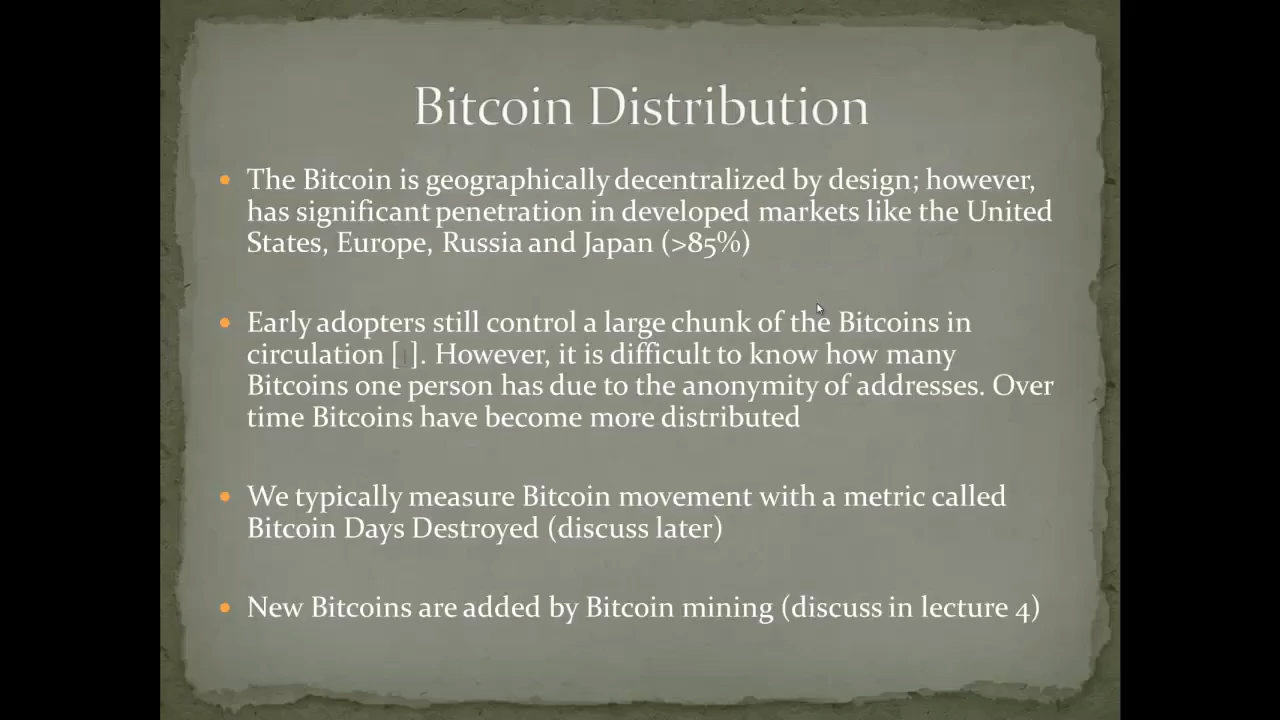 Bitcoin Distribution
The Bitcoin is geographically decentralized by design; however,
has significant penetration in developed markets like the United
States, Europe, Russia and Japan (>85%)
Early adopters still control a large chunk of the Bitcoins in
circulation [1]. However, it is difficult to know how many
Bitcoins one person has due to the anonymity of addresses. Over
time Bitcoins have become more distributed
We typically measure Bitcoin movement with a metric called
Bitcoin Days Destroyed (discuss later)
New Bitcoins are added by Bitcoin mining (discuss in lecture 4)